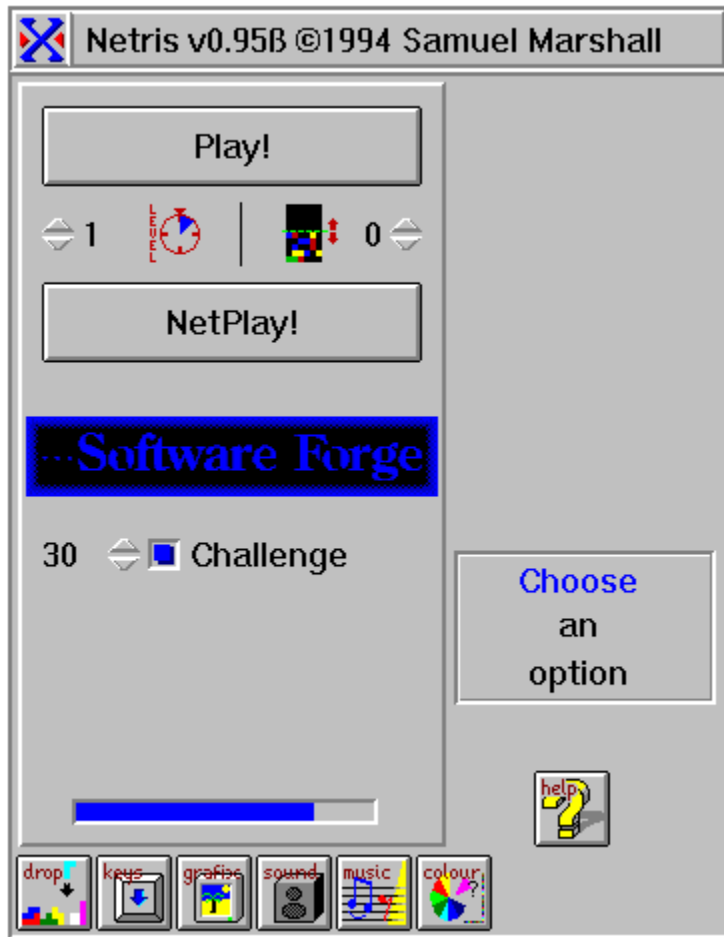 Netris v0.95ß ©1994 Samuel Marshall
Play!
1 LEVEL 0
NetPlay!
...Software Forge
30 Challenge
Choose
an
option
help
drop keys grafix sound music colour